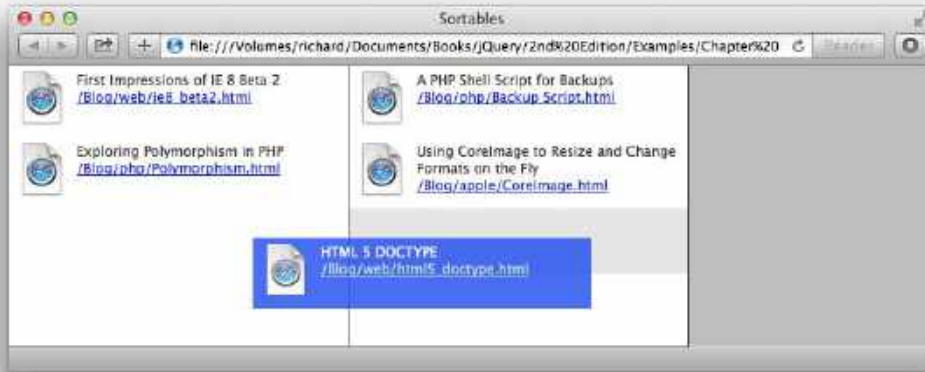 Sortables
file:///Volumes/richard/Documents/Books/jQuery/2nd%20Edition/Examples/Chapter%20
Reader
First Impressions of IE 8 Beta 2
/Blog/web/ie8_beta2.html
Exploring Polymorphism in PHP
/Blog/php/Polymorphism.html
A PHP Shell Script for Backups
/Blog/php/Backup Script.html
Using CoreImage to Resize and Change
Formats on the Fly
/Blog/apple/CoreImage.html
HTML 5 DOCTYPE
/Blog/web/html5_doctype.html